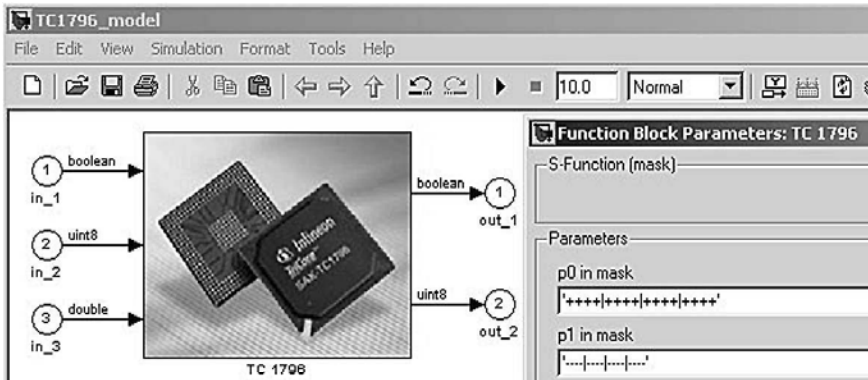 TC1796_model
File Edit View Simulation Format Tools Help
10.0 Normal
Function Block Parameters: TC 1796
S-Function (mask)
Parameters
p0 in mask
'++++|++++|++++|++++'
p1 in mask
'----|----|----|----'
1 boolean
in_1
2 uint8
in_2
3 double
in_3
Infineon
TriCore
SAK-TC1796
boolean 1
out_1
uint8 2
out_2
TC 1796